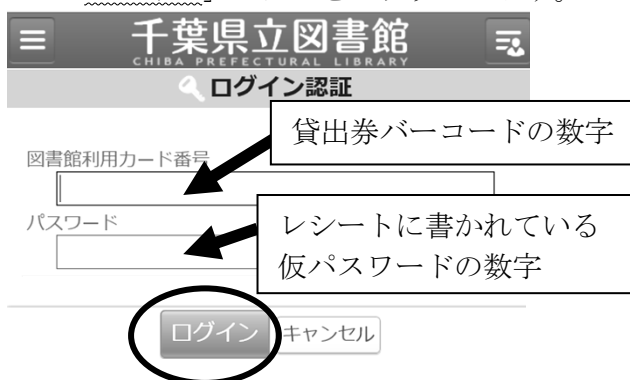 千葉県立図書館
CHIBA PREFECTURAL LIBRARY
ログイン認証
貸出券バーコードの数字
図書館利用カード番号
パスワード
レシートに書かれている
仮パスワードの数字
ログイン
キャンセル